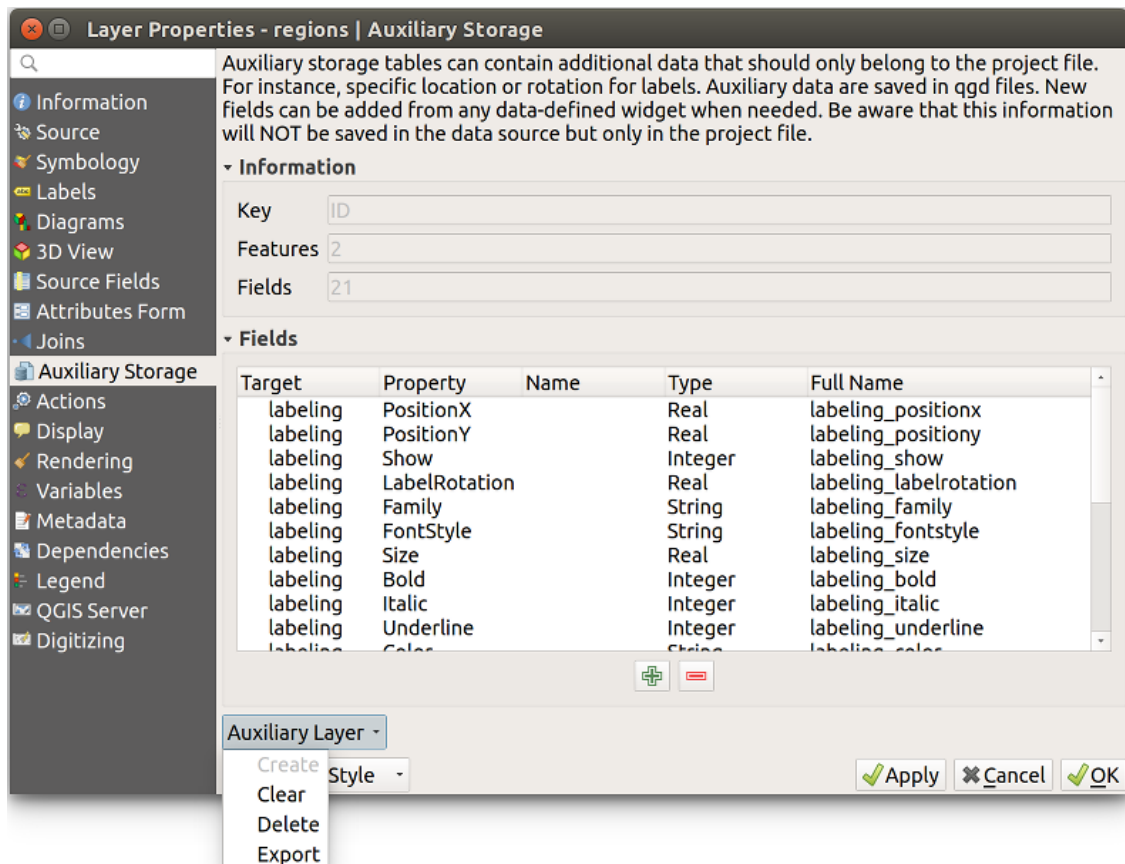 Layer Properties - regions | Auxiliary Storage
Information
Source
Symbology
Labels
Diagrams
3D View
Source Fields
Attributes Form
Joins
Auxiliary Storage
Actions
Display
Rendering
Variables
Metadata
Dependencies
Legend
QGIS Server
Digitizing
Auxiliary storage tables can contain additional data that should only belong to the project file.
For instance, specific location or rotation for labels. Auxiliary data are saved in qgd files. New
fields can be added from any data-defined widget when needed. Be aware that this information
will NOT be saved in the data source but only in the project file.
Information
Key ID
Features 2
Fields 21
Fields
Target Property Name Type Full Name
labeling PositionX Real labeling_positionx
labeling PositionY Real labeling_positiony
labeling Show Integer labeling_show
labeling LabelRotation Real labeling_labelrotation
labeling Family String labeling_family
labeling FontStyle String labeling_fontstyle
labeling Size Real labeling_size
labeling Bold Integer labeling_bold
labeling Italic Integer labeling_italic
labeling Underline Integer labeling_underline
labeling Color String labeling_color
Auxiliary Layer
Create
Clear
Delete
Export
Style
Apply Cancel OK